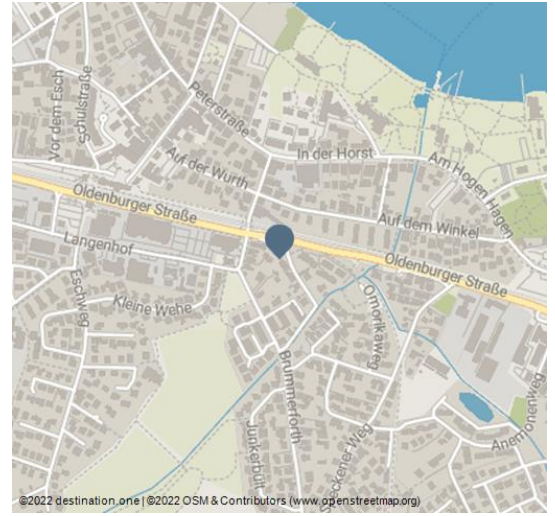 Vor dem Esch
Schulstraße
Peterstraße
In der Horst
Am Hogen Hagen
Auf der Wurth
Oldenburger Straße
Auf dem Winkel
Langenhof
Oldenburger Straße
Eschweg
Kleine Wehe
Omorikaweg
Brummerforth
Junkerbült
Speckener Weg
Anemonenweg
©2022 destination.one | ©2022 OSM & Contributors (www.openstreetmap.org)